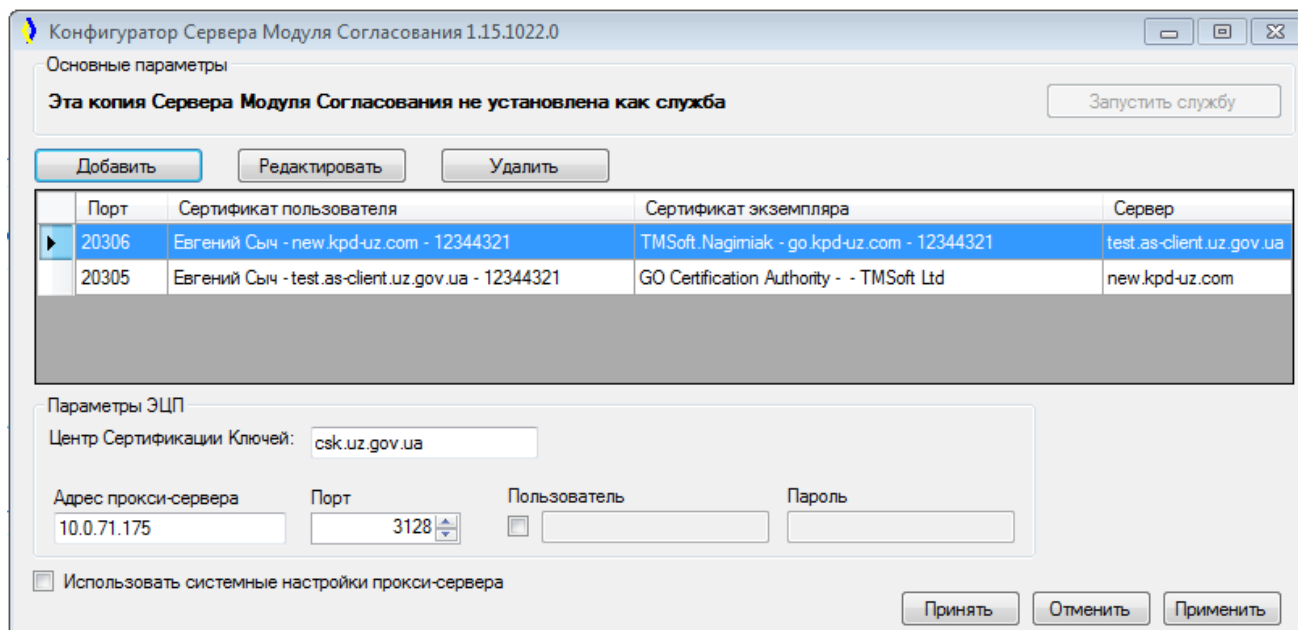 Конфигуратор Сервера Модуля Согласования 1.15.1022.0
Основные параметры
Эта копия Сервера Модуля Согласования не установлена как служба
Запустить службу
Добавить Редактировать Удалить
Порт Сертификат пользователя Сертификат экземпляра Сервер
20306 Евгений Сыч - new.kpd-uz.com - 12344321 TMSoft.Nagirniak - go.kpd-uz.com - 12344321 test.as-client.uz.gov.ua
20305 Евгений Сыч - test.as-client.uz.gov.ua - 12344321 GO Certification Authority - - TMSoft Ltd new.kpd-uz.com
Параметры ЭЦП
Центр Сертификации Ключей: csk.uz.gov.ua
Адрес прокси-сервера Порт Пользователь Пароль
10.0.71.175 3128
Использовать системные настройки прокси-сервера
Принять Отменить Применить